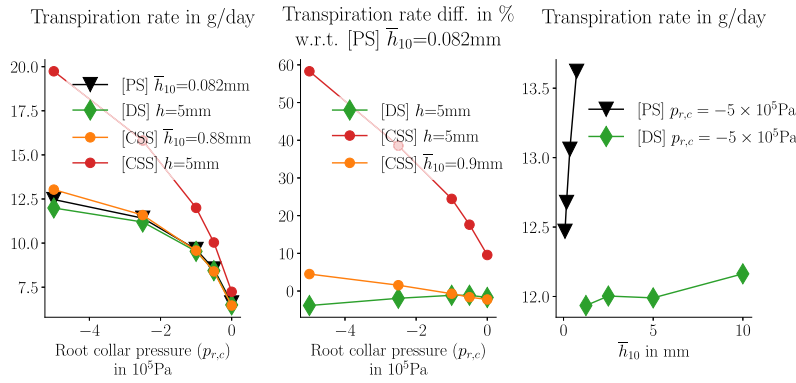 Transpiration rate in g/day
20.0
17.5
15.0
12.5
10.0
7.5
[PS] h̅₁₀=0.082mm
[DS] h=5mm
[CSS] h̅₁₀=0.88mm
[CSS] h=5mm
−4
−2
0
Root collar pressure (pᵣ,c)
in 10⁵Pa
Transpiration rate diff. in %
w.r.t. [PS] h̅₁₀=0.082mm
60
50
40
30
20
10
0
[DS] h=5mm
[CSS] h=5mm
[CSS] h̅₁₀=0.9mm
−4
−2
0
Root collar pressure (pᵣ,c)
in 10⁵Pa
Transpiration rate in g/day
13.5
13.0
12.5
12.0
[PS] pᵣ,c = −5 × 10⁵Pa
[DS] pᵣ,c = −5 × 10⁵Pa
0
5
10
h̅₁₀ in mm